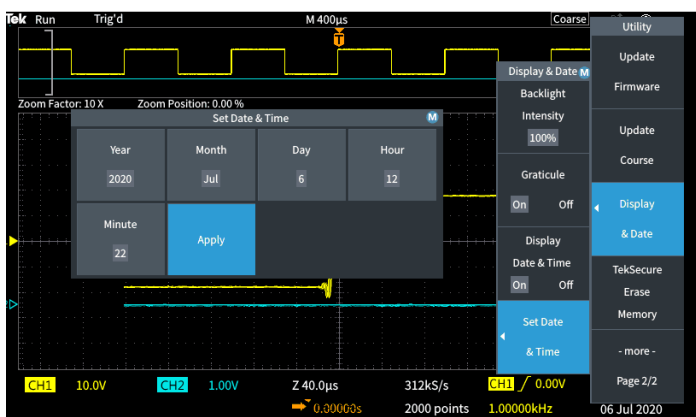 Tek Run Trig'd M 400µs Coarse
T
Zoom Factor: 10 X Zoom Position: 0.00 %
Set Date & Time M
Year Month Day Hour
2020 Jul 6 12
Minute
22
Apply
Display & Date M
Backlight
Intensity
100%
Graticule
On Off
Display
Date & Time
On Off
Set Date
& Time
Utility
Update
Firmware
Update
Course
Display
& Date
TekSecure
Erase
Memory
- more -
Page 2/2
CH1 10.0V CH2 1.00V Z 40.0µs 312kS/s CH1 0.00V
0.00000s 2000 points 1.00000kHz 06 Jul 2020